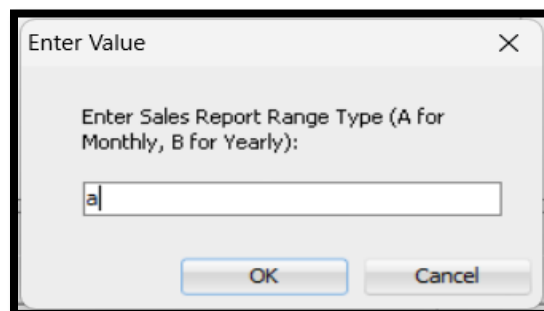 Enter Value
Enter Sales Report Range Type (A for
Monthly, B for Yearly):
a
OK Cancel